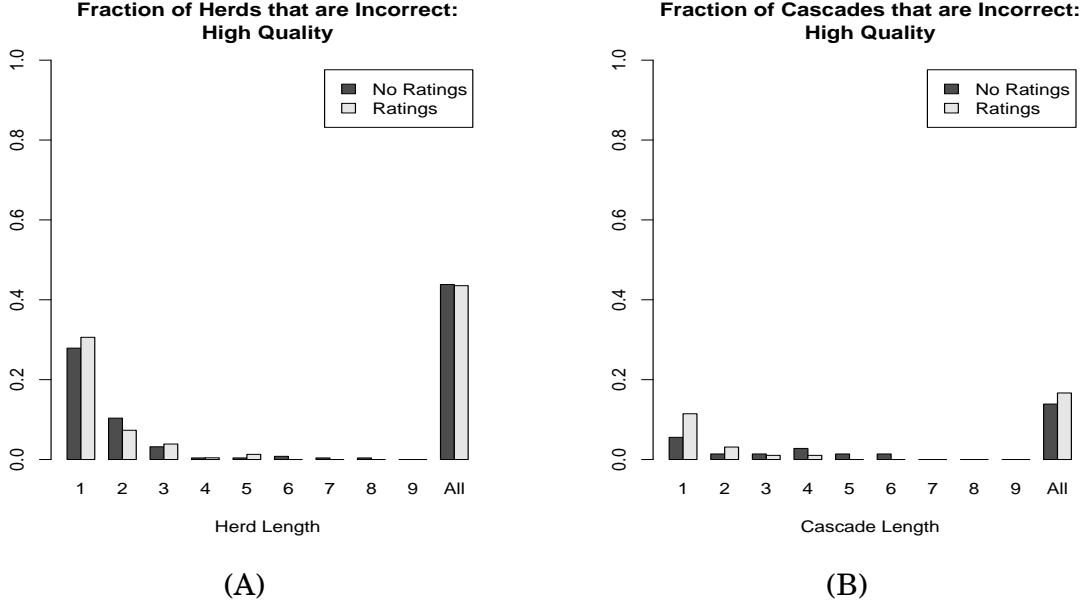 Fraction of Herds that are Incorrect:
High Quality
1.0
0.8
0.6
0.4
0.2
0.0
No Ratings
Ratings
1 2 3 4 5 6 7 8 9 All
Herd Length
(A)
Fraction of Cascades that are Incorrect:
High Quality
1.0
0.8
0.6
0.4
0.2
0.0
No Ratings
Ratings
1 2 3 4 5 6 7 8 9 All
Cascade Length
(B)